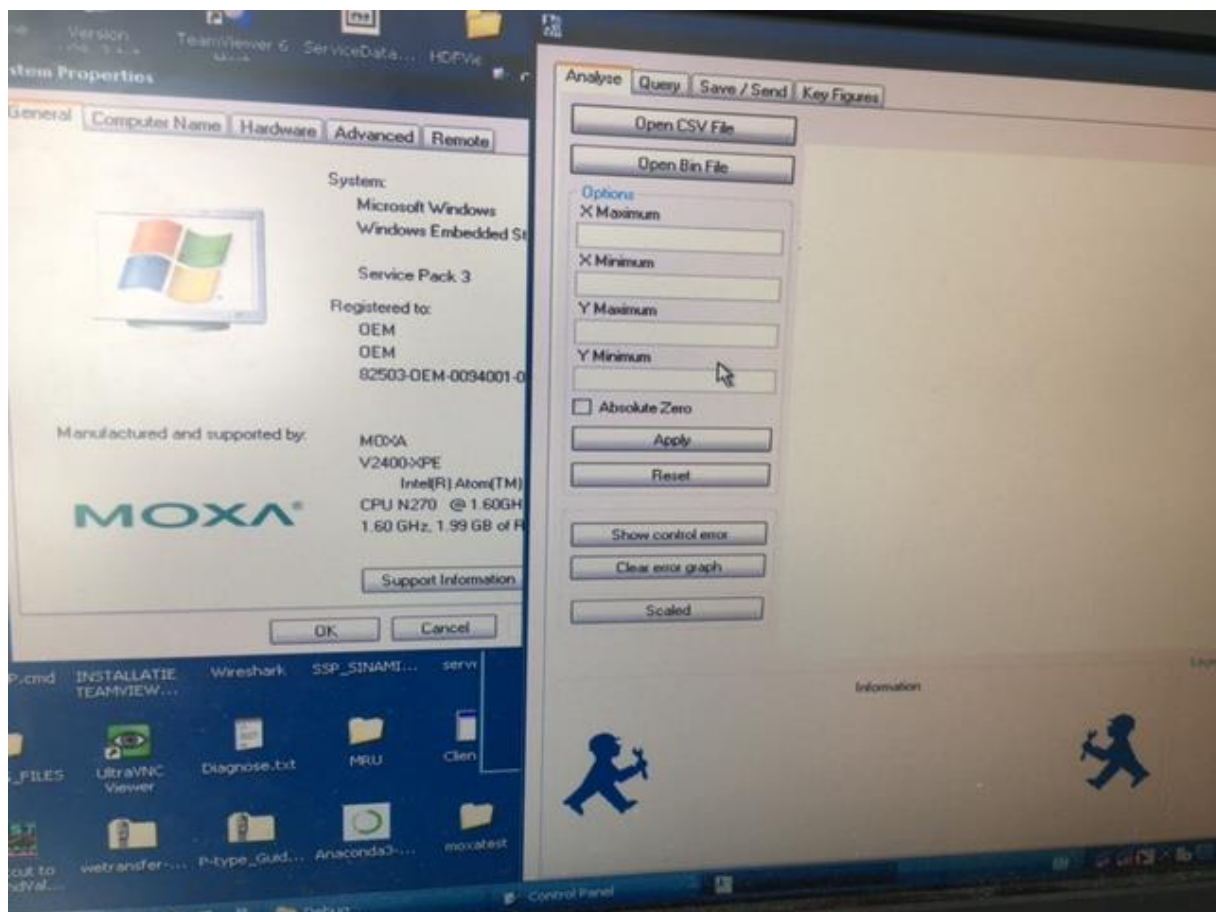 Version
TeamViewer 6
ServiceData...
HDFVie
stem Properties
General
Computer Name
Hardware
Advanced
Remote
System:
Microsoft Windows
Windows Embedded St
Service Pack 3
Registered to:
OEM
OEM
82503-OEM-0094001-0
Manufactured and supported by:
MOXA
V2400-XPE
Intel(R) Atom(TM)
CPU N270 @ 1.60GH
1.60 GHz, 1.99 GB of R
MOXA
Support Information
OK
Cancel
Analyse
Query
Save / Send
Key Figures
Open CSV File
Open Bin File
Options
X Maximum
X Minimum
Y Maximum
Y Minimum
Absolute Zero
Apply
Reset
Show control error
Clear error graph
Scaled
Information
P.cmd
INSTALLATIE
TEAMVIEW...
Wireshark
SSP_SINAMI...
serv
_FILES
UltraVNC
Viewer
Diagnose.txt
MRU
Clien
cut to
wetransfer-...
P-type_Guid...
Anaconda3-...
moxatest
Control Panel
Debug